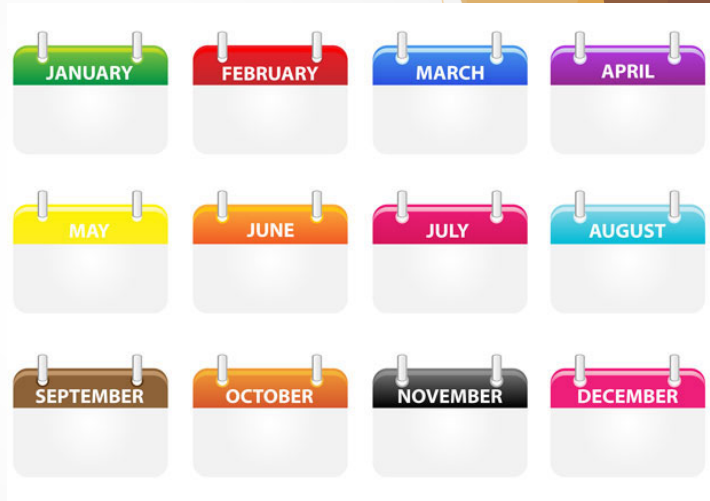 JANUARY
FEBRUARY
MARCH
APRIL
MAY
JUNE
JULY
AUGUST
SEPTEMBER
OCTOBER
NOVEMBER
DECEMBER